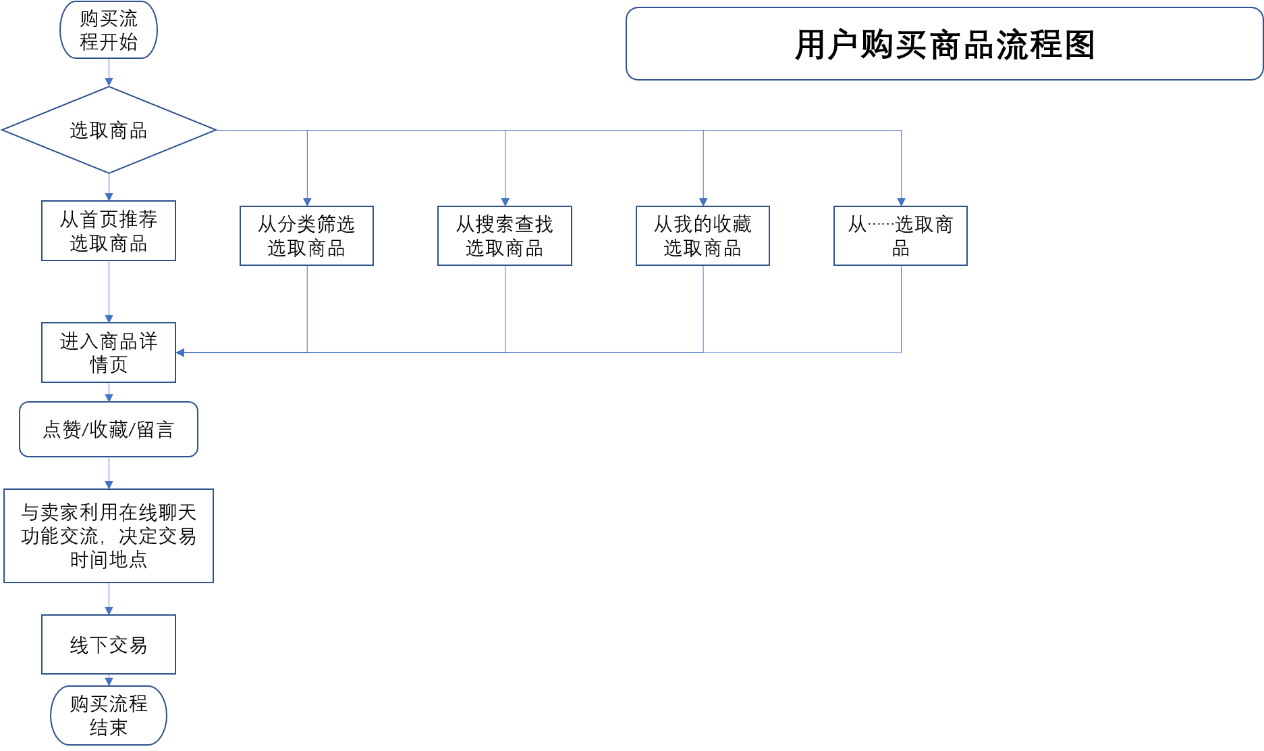 购买流
程开始
用户购买商品流程图
选取商品
从首页推荐
选取商品
从分类筛选
选取商品
从搜索查找
选取商品
从我的收藏
选取商品
从……选取商
品
进入商品详
情页
点赞/收藏/留言
与卖家利用在线聊天
功能交流，决定交易
时间地点
线下交易
购买流程
结束